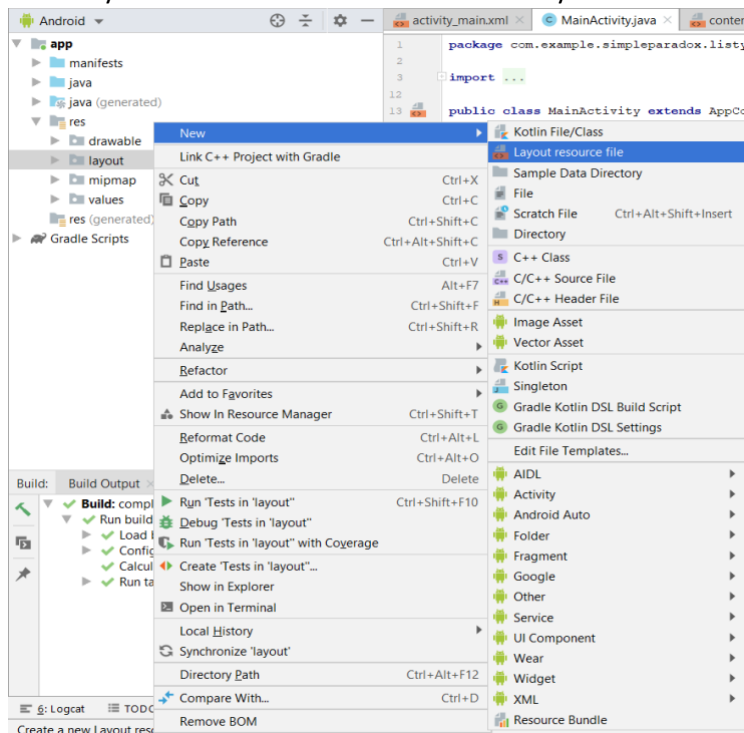 Android
activity_main.xml
MainActivity.java
app
manifests
java
java (generated)
res
drawable
layout
mipmap
values
res (generated)
Gradle Scripts
1 package com.example.simpleparadox.listy
2
3 import ...
12
13 public class MainActivity extends AppCo
New
Link C++ Project with Gradle
Cut Ctrl+X
Copy Ctrl+C
Copy Path Ctrl+Shift+C
Copy Reference Ctrl+Alt+Shift+C
Paste Ctrl+V
Find Usages Alt+F7
Find in Path... Ctrl+Shift+F
Replace in Path... Ctrl+Shift+R
Analyze
Refactor
Add to Favorites
Show In Resource Manager Ctrl+Shift+T
Reformat Code Ctrl+Alt+L
Optimize Imports Ctrl+Alt+O
Delete... Delete
Run 'Tests in 'layout'' Ctrl+Shift+F10
Debug 'Tests in 'layout''
Run 'Tests in 'layout'' with Coverage
Create 'Tests in 'layout''...
Show in Explorer
Open in Terminal
Local History
Synchronize 'layout'
Directory Path Ctrl+Alt+F12
Compare With... Ctrl+D
Remove BOM
Kotlin File/Class
Layout resource file
Sample Data Directory
File
Scratch File Ctrl+Alt+Shift+Insert
Directory
C++ Class
C/C++ Source File
C/C++ Header File
Image Asset
Vector Asset
Kotlin Script
Singleton
Gradle Kotlin DSL Build Script
Gradle Kotlin DSL Settings
Edit File Templates...
AIDL
Activity
Android Auto
Folder
Fragment
Google
Other
Service
UI Component
Wear
Widget
XML
Resource Bundle
Build: Build Output
Build: compl
Run build
Load
Config
Calcul
Run ta
6: Logcat TODO
Create a new Layout reso